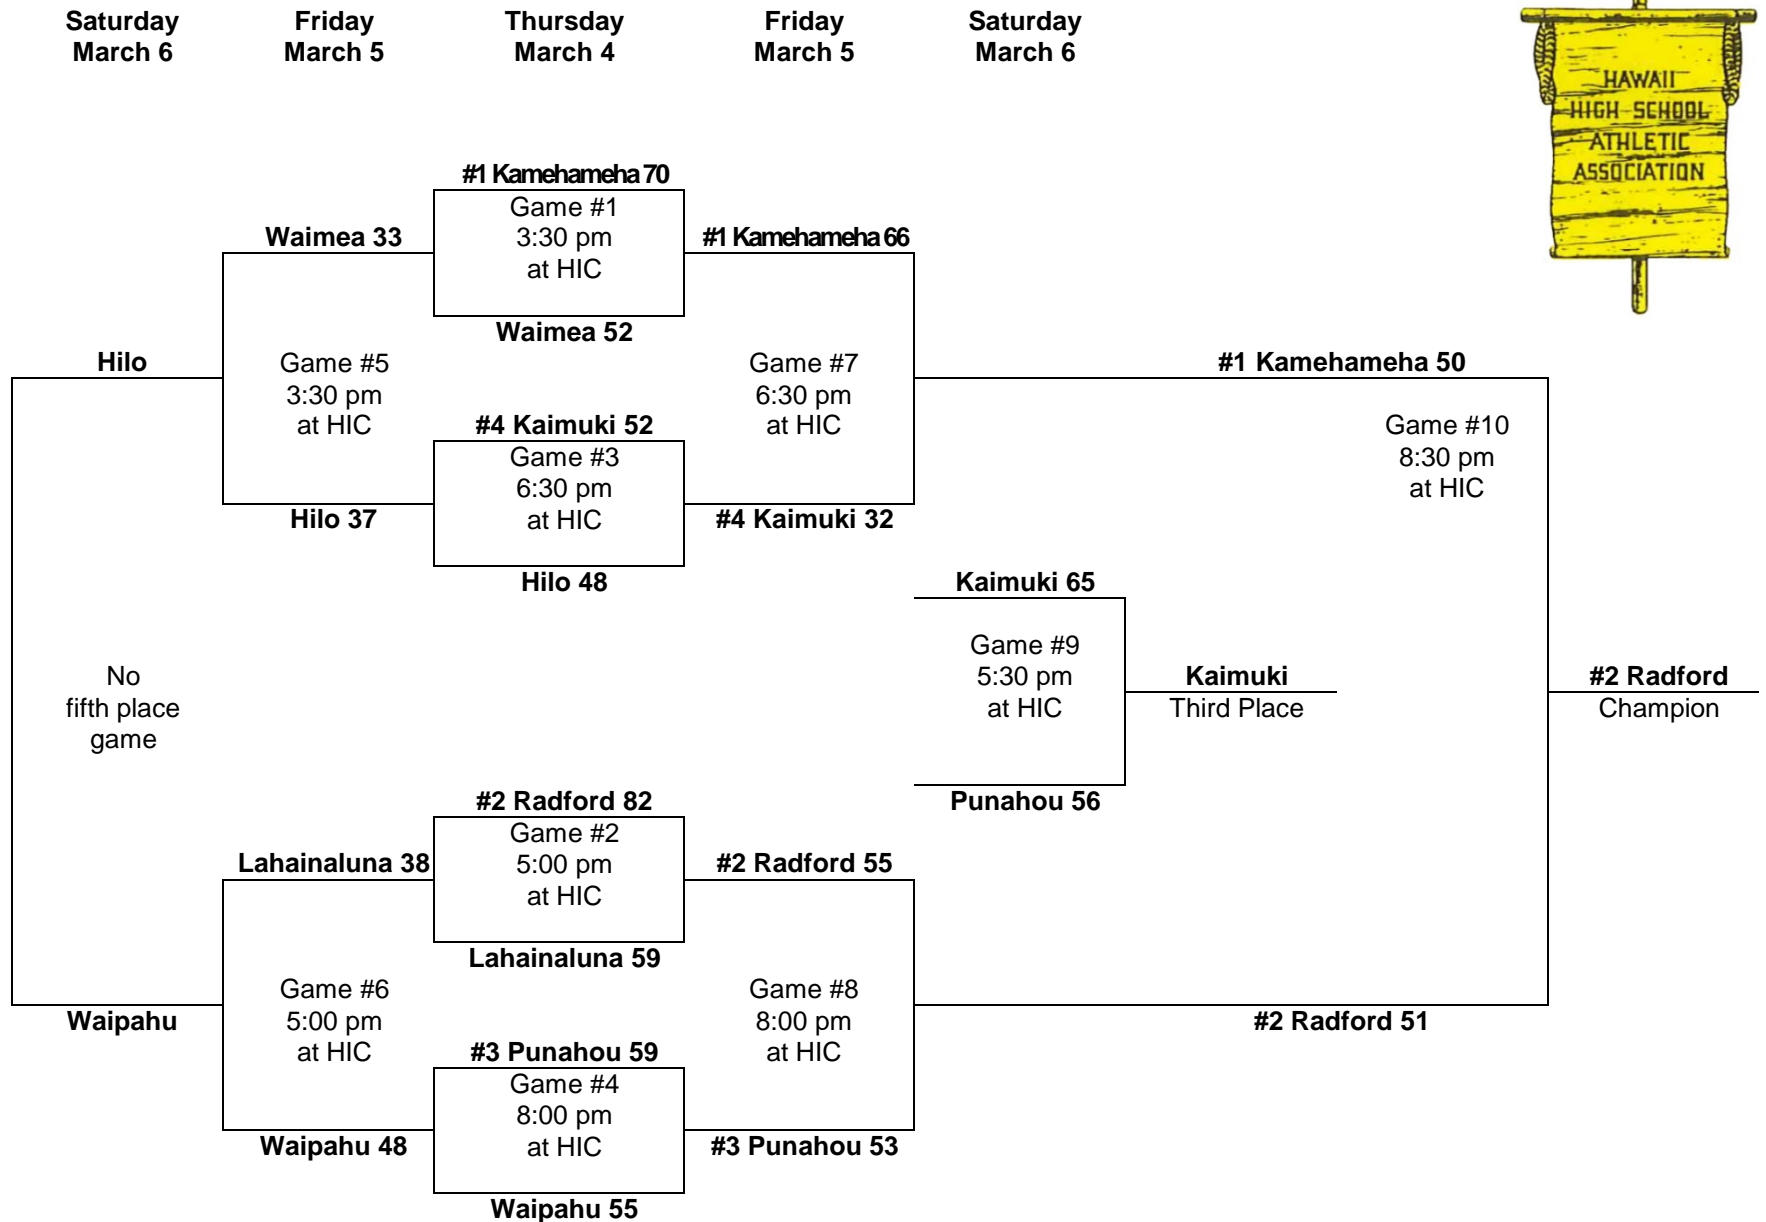 Saturday
March 6
Friday
March 5
Thursday
March 4
Friday
March 5
Saturday
March 6
HAWAII
HIGH SCHOOL
ATHLETIC
ASSOCIATION
#1 Kamehameha 70
Game #1
3:30 pm
at HIC
Waimea 52
Waimea 33
#1 Kamehameha 66
Hilo
Game #5
3:30 pm
at HIC
Game #7
6:30 pm
at HIC
#1 Kamehameha 50
#4 Kaimuki 52
Game #3
6:30 pm
at HIC
Hilo 48
Hilo 37
#4 Kaimuki 32
Game #10
8:30 pm
at HIC
Kaimuki 65
Game #9
5:30 pm
at HIC
Punahou 56
Kaimuki
Third Place
#2 Radford
Champion
No
fifth place
game
#2 Radford 82
Game #2
5:00 pm
at HIC
Lahainaluna 59
Lahainaluna 38
#2 Radford 55
Waipahu
Game #6
5:00 pm
at HIC
Game #8
8:00 pm
at HIC
#2 Radford 51
#3 Punahou 59
Game #4
8:00 pm
at HIC
Waipahu 55
Waipahu 48
#3 Punahou 53